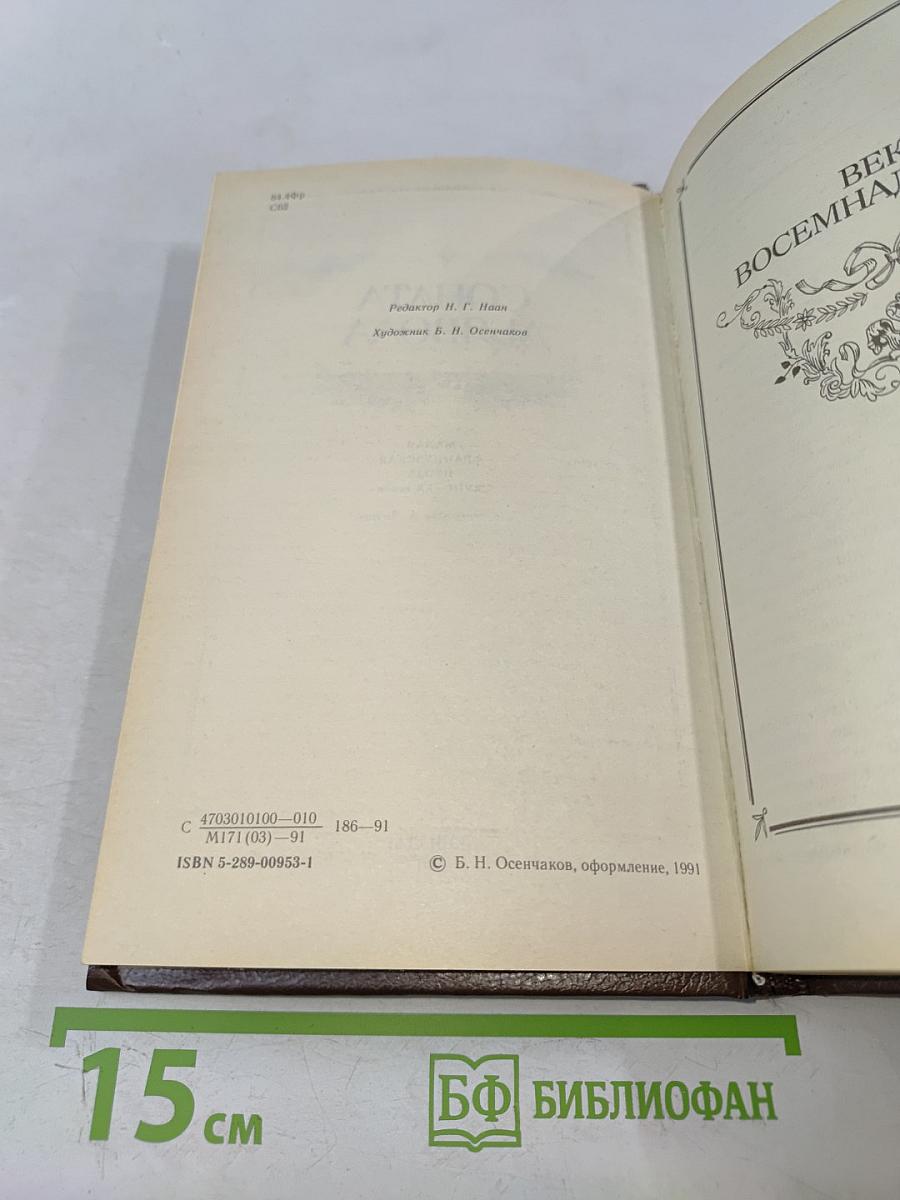 84.4Фр
С68
Редактор Н. Г. Наан
Художник Б. Н. Осенчаков
С 4703010100—010 186—91
М171(03)—91
ISBN 5-289-00953-1
© Б. Н. Осенчаков, оформление, 1991
ВЕК
ВОСЕМНАД
15 см
БФ БИБЛИОФАН